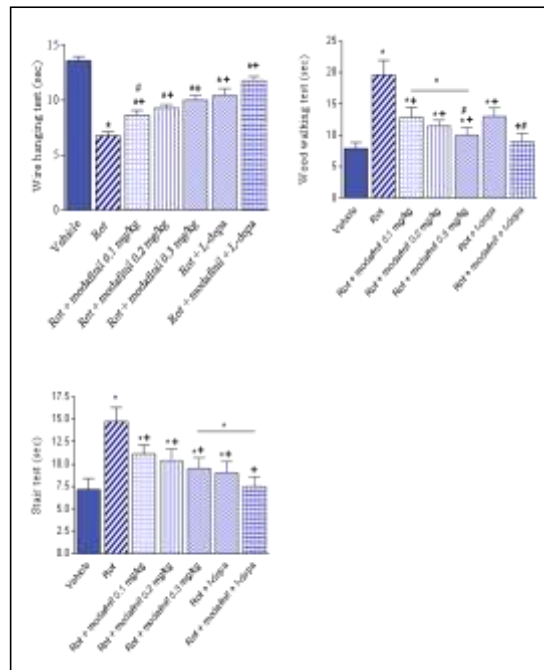 Wire hanging test (sec)
15
10
5
0
*
#
*+
*+
*+
*+
Vehicle
Rot
Rot + modafinil 0.1 mg/kg
Rot + modafinil 0.2 mg/kg
Rot + modafinil 0.3 mg/kg
Rot + L-dopa
Rot + modafinil + L-dopa
Wood walking test (sec)
25
20
15
10
5
0
*
*
*+
*+
#
*+
*+
+#
Vehicle
Rot
Rot + modafinil 0.1 mg/kg
Rot + modafinil 0.2 mg/kg
Rot + modafinil 0.3 mg/kg
Rot + l-dopa
Rot + modafinil + l-dopa
Stair test (sec)
17.5
15.0
12.5
10.0
7.5
5.0
2.5
0.0
*
*
*+
*+
*+
*+
+
Vehicle
Rot
Rot + modafinil 0.1 mg/kg
Rot + modafinil 0.2 mg/kg
Rot + modafinil 0.3 mg/kg
Rot + l-dopa
Rot + modafinil + l-dopa